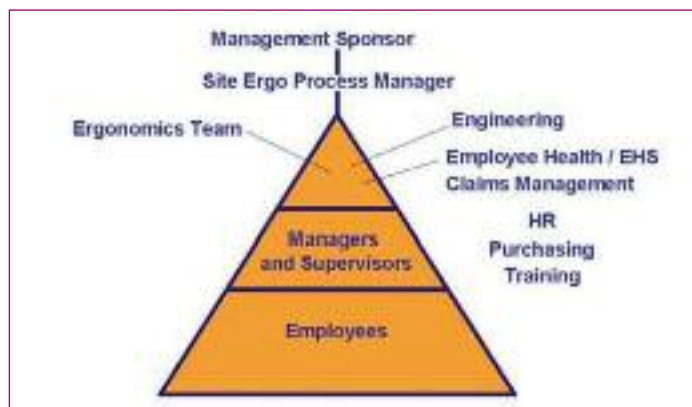 Management Sponsor
Site Ergo Process Manager
Ergonomics Team
Engineering
Employee Health / EHS
Claims Management
HR
Purchasing
Training
Managers
and Supervisors
Employees